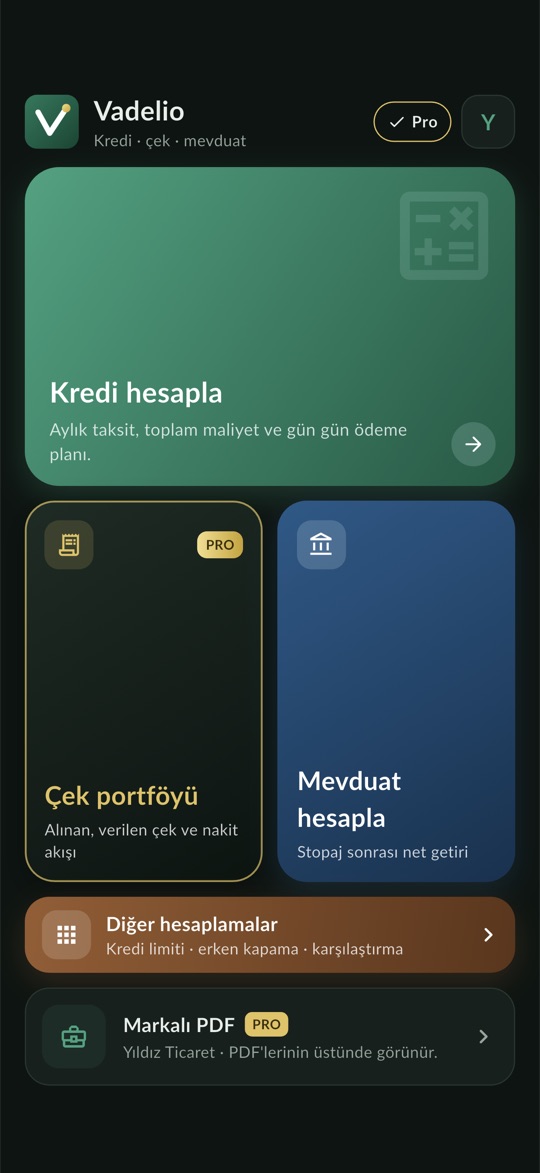 Vadelio
Kredi · çek · mevduat
Pro
Y
Kredi hesapla
Aylık taksit, toplam maliyet ve gün gün ödeme
planı.
PRO
Çek portföyü
Alınan, verilen çek ve nakit
akışı
Mevduat
hesapla
Stopaj sonrası net getiri
Diğer hesaplamalar
Kredi limiti · erken kapama · karşılaştırma
Markalı PDF PRO
Yıldız Ticaret · PDF'lerinin üstünde görünür.